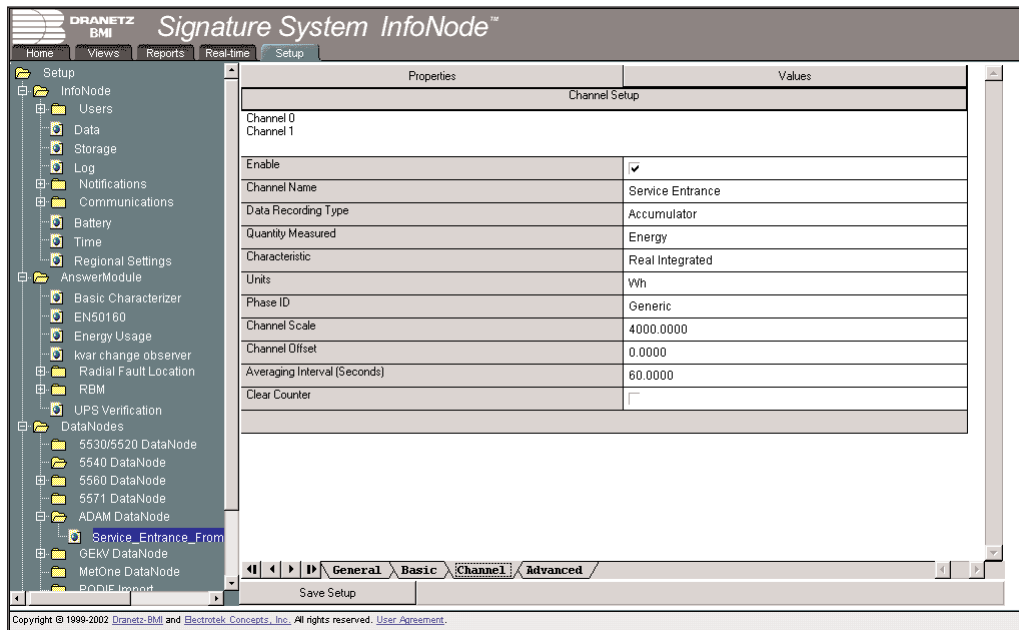 DRANETZ
BMI
Signature System InfoNode™
Home Views Reports Real-time Setup
Setup
InfoNode
Users
Data
Storage
Log
Notifications
Communications
Battery
Time
Regional Settings
AnswerModule
Basic Characterizer
EN50160
Energy Usage
kvar change observer
Radial Fault Location
RBM
UPS Verification
DataNodes
5530/5520 DataNode
5540 DataNode
5560 DataNode
5571 DataNode
ADAM DataNode
Service_Entrance_From
GEkV DataNode
MetOne DataNode
PQDIF Import
Properties Values
Channel Setup
Channel 0
Channel 1
Enable
Channel Name Service Entrance
Data Recording Type Accumulator
Quantity Measured Energy
Characteristic Real Integrated
Units Wh
Phase ID Generic
Channel Scale 4000.0000
Channel Offset 0.0000
Averaging Interval (Seconds) 60.0000
Clear Counter
General Basic Channel Advanced
Save Setup
Copyright © 1999-2002 Dranetz-BMI and Electrotek Concepts, Inc. All rights reserved. User Agreement.